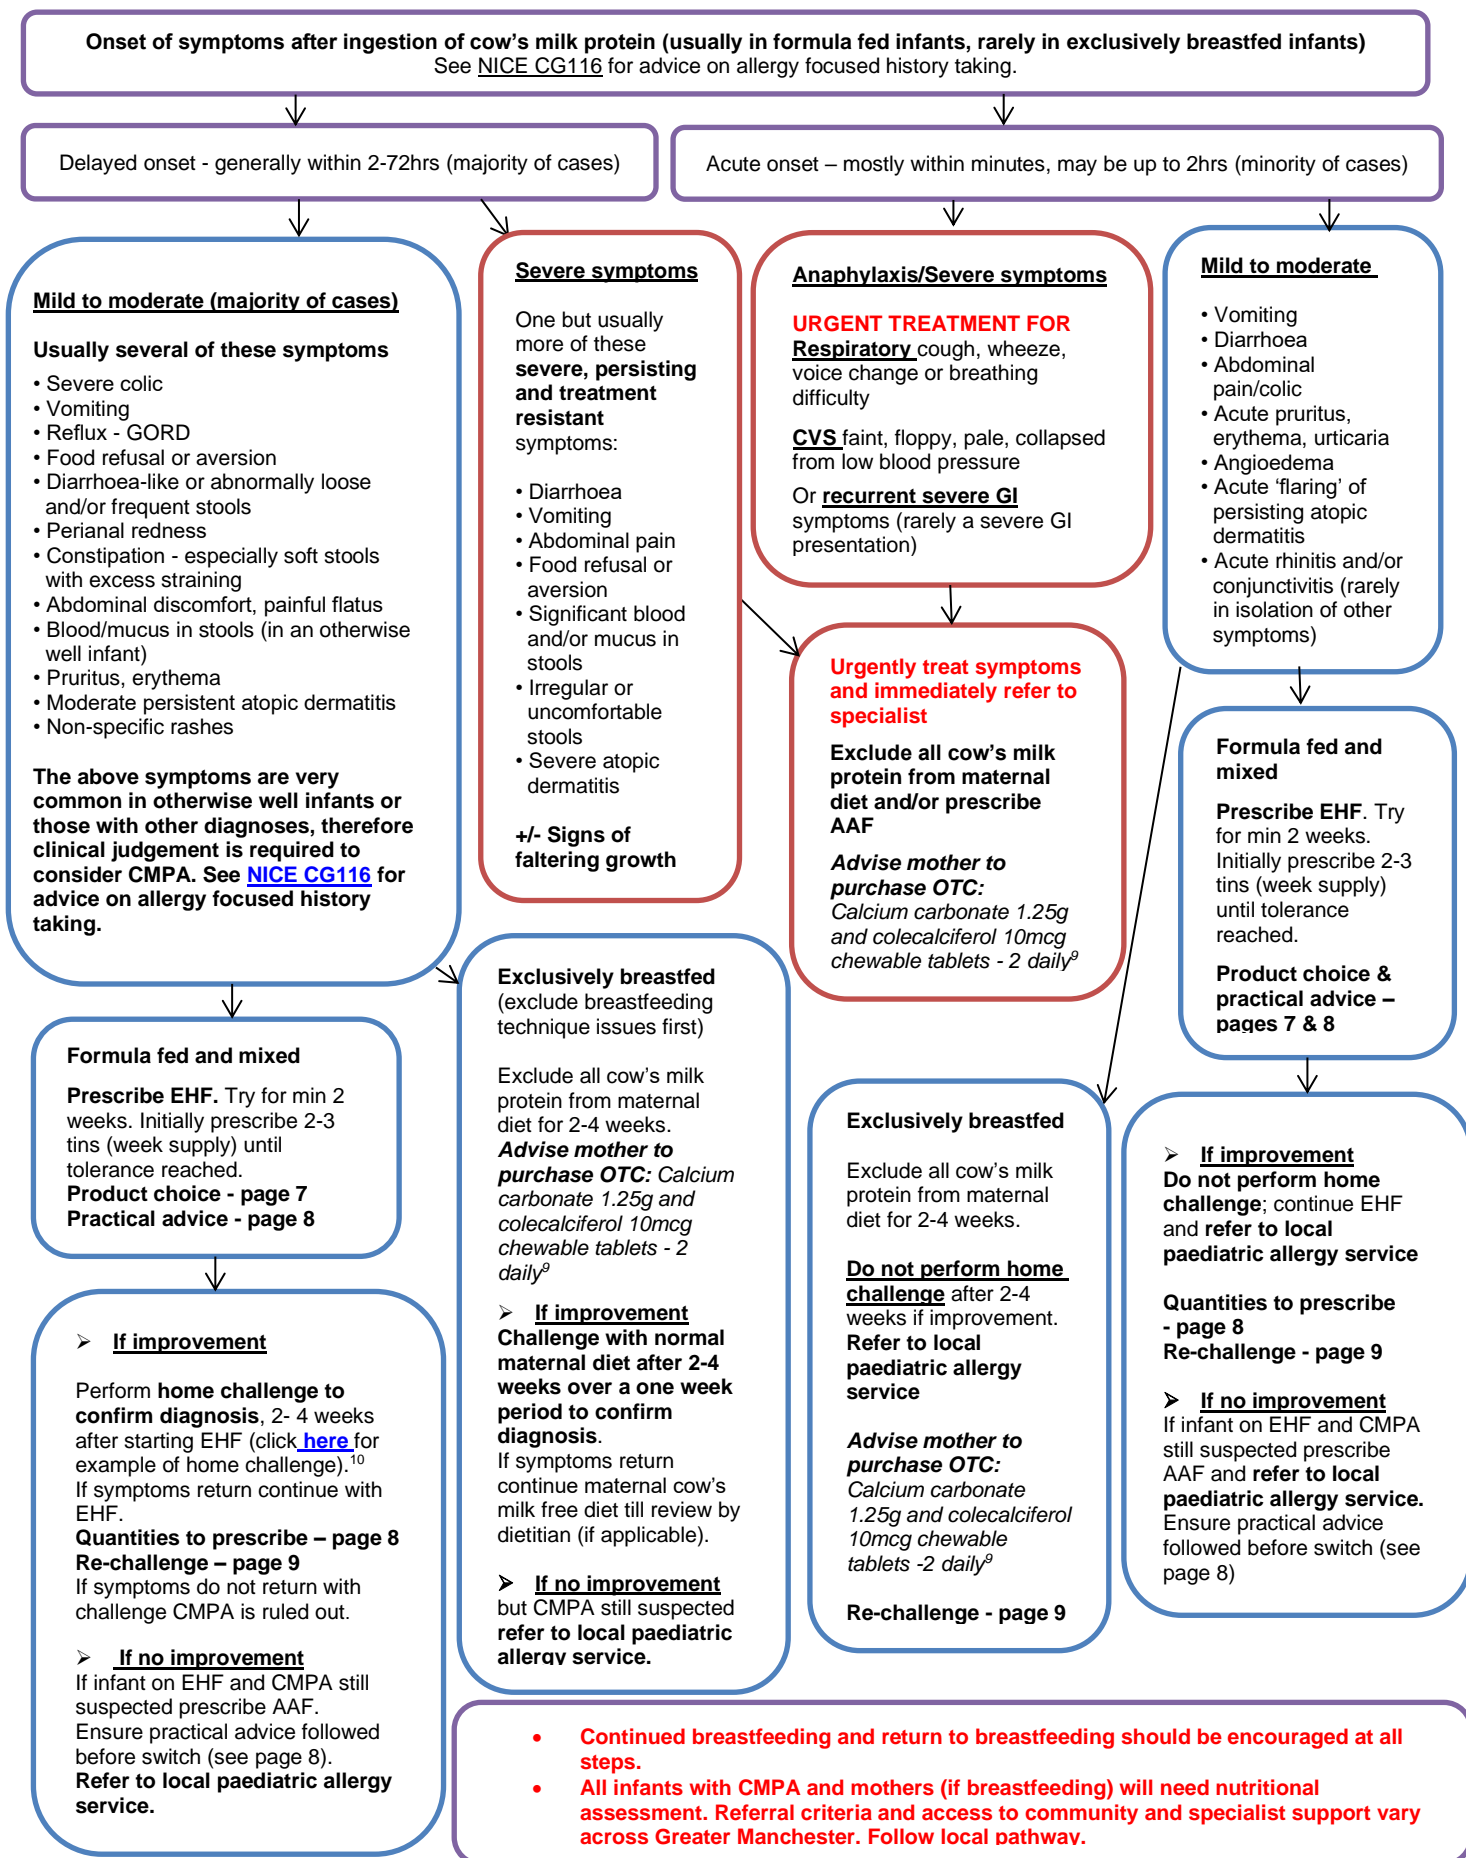 Onset of symptoms after ingestion of cow's milk protein (usually in formula fed infants, rarely in exclusively breastfed infants)
See NICE CG116 for advice on allergy focused history taking.
Delayed onset - generally within 2-72hrs (majority of cases)
Acute onset – mostly within minutes, may be up to 2hrs (minority of cases)
Mild to moderate (majority of cases)
Usually several of these symptoms
• Severe colic
• Vomiting
• Reflux - GORD
• Food refusal or aversion
• Diarrhoea-like or abnormally loose
and/or frequent stools
• Perianal redness
• Constipation - especially soft stools
with excess straining
• Abdominal discomfort, painful flatus
• Blood/mucus in stools (in an otherwise
well infant)
• Pruritus, erythema
• Moderate persistent atopic dermatitis
• Non-specific rashes
The above symptoms are very
common in otherwise well infants or
those with other diagnoses, therefore
clinical judgement is required to
consider CMPA. See NICE CG116 for
advice on allergy focused history
taking.
Severe symptoms
One but usually
more of these
severe, persisting
and treatment
resistant
symptoms:
• Diarrhoea
• Vomiting
• Abdominal pain
• Food refusal or
aversion
• Significant blood
and/or mucus in
stools
• Irregular or
uncomfortable
stools
• Severe atopic
dermatitis
+/- Signs of
faltering growth
Anaphylaxis/Severe symptoms
URGENT TREATMENT FOR
Respiratory cough, wheeze,
voice change or breathing
difficulty
CVS faint, floppy, pale, collapsed
from low blood pressure
Or recurrent severe GI
symptoms (rarely a severe GI
presentation)
Mild to moderate
• Vomiting
• Diarrhoea
• Abdominal
pain/colic
• Acute pruritus,
erythema, urticaria
• Angioedema
• Acute 'flaring' of
persisting atopic
dermatitis
• Acute rhinitis and/or
conjunctivitis (rarely
in isolation of other
symptoms)
Urgently treat symptoms
and immediately refer to
specialist
Exclude all cow's milk
protein from maternal
diet and/or prescribe
AAF
Advise mother to
purchase OTC:
Calcium carbonate 1.25g
and colecalciferol 10mcg
chewable tablets - 2 daily9
Formula fed and
mixed
Prescribe EHF. Try
for min 2 weeks.
Initially prescribe 2-3
tins (week supply)
until tolerance
reached.
Product choice &
practical advice –
pages 7 & 8
Formula fed and mixed
Prescribe EHF. Try for min 2
weeks. Initially prescribe 2-3
tins (week supply) until
tolerance reached.
Product choice - page 7
Practical advice - page 8
Exclusively breastfed
(exclude breastfeeding
technique issues first)
Exclude all cow's milk
protein from maternal
diet for 2-4 weeks.
Advise mother to
purchase OTC: Calcium
carbonate 1.25g and
colecalciferol 10mcg
chewable tablets - 2
daily9
➢ If improvement
Challenge with normal
maternal diet after 2-4
weeks over a one week
period to confirm
diagnosis.
If symptoms return
continue maternal cow's
milk free diet till review by
dietitian (if applicable).
➢ If no improvement
but CMPA still suspected
refer to local paediatric
allergy service.
Exclusively breastfed
Exclude all cow's milk
protein from maternal
diet for 2-4 weeks.
Do not perform home
challenge after 2-4
weeks if improvement.
Refer to local
paediatric allergy
service
Advise mother to
purchase OTC:
Calcium carbonate
1.25g and colecalciferol
10mcg chewable
tablets -2 daily9
Re-challenge - page 9
➢ If improvement
Do not perform home
challenge; continue EHF
and refer to local
paediatric allergy service
Quantities to prescribe
- page 8
Re-challenge - page 9
➢ If no improvement
If infant on EHF and CMPA
still suspected prescribe
AAF and refer to local
paediatric allergy service.
Ensure practical advice
followed before switch (see
page 8)
➢ If improvement
Perform home challenge to
confirm diagnosis, 2- 4 weeks
after starting EHF (click here for
example of home challenge).10
If symptoms return continue with
EHF.
Quantities to prescribe – page 8
Re-challenge – page 9
If symptoms do not return with
challenge CMPA is ruled out.
➢ If no improvement
If infant on EHF and CMPA still
suspected prescribe AAF.
Ensure practical advice followed
before switch (see page 8).
Refer to local paediatric allergy
service.
• Continued breastfeeding and return to breastfeeding should be encouraged at all
steps.
• All infants with CMPA and mothers (if breastfeeding) will need nutritional
assessment. Referral criteria and access to community and specialist support vary
across Greater Manchester. Follow local pathway.